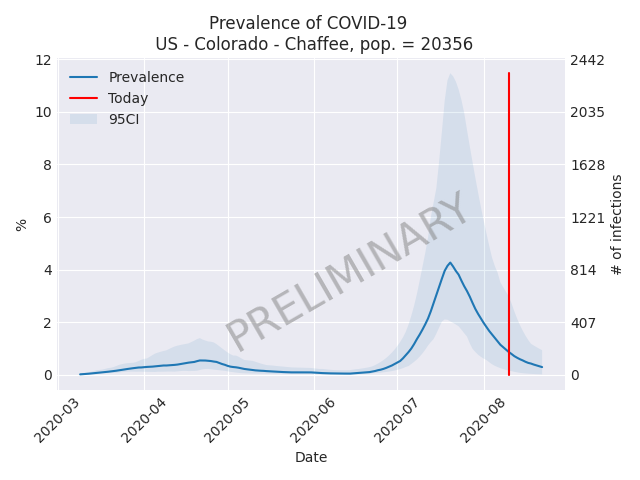 Prevalence of COVID-19
US - Colorado - Chaffee, pop. = 20356
Prevalence
Today
95CI
PRELIMINARY
12
10
8
6
4
2
0
%
2442
2035
1628
1221
814
407
0
# of infections
2020-03
2020-04
2020-05
2020-06
2020-07
2020-08
Date